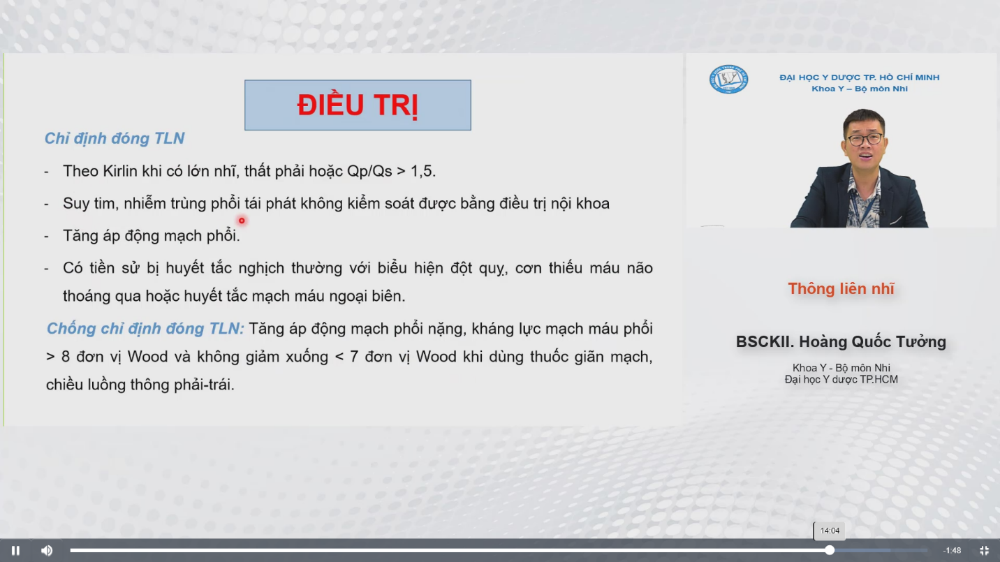 ĐIỀU TRỊ
Chỉ định đóng TLN
- Theo Kirlin khi có lớn nhĩ, thất phải hoặc Qp/Qs > 1,5.
- Suy tim, nhiễm trùng phổi tái phát không kiểm soát được bằng điều trị nội khoa
- Tăng áp động mạch phổi.
- Có tiền sử bị huyết tắc nghịch thường với biểu hiện đột quỵ, cơn thiếu máu não
thoáng qua hoặc huyết tắc mạch máu ngoại biên.
Chống chỉ định đóng TLN: Tăng áp động mạch phổi nặng, kháng lực mạch máu phổi
> 8 đơn vị Wood và không giảm xuống < 7 đơn vị Wood khi dùng thuốc giãn mạch,
chiều luồng thông phải-trái.
ĐẠI HỌC Y DƯỢC TP. HỒ CHÍ MINH
Khoa Y – Bộ môn Nhi
Thông liên nhĩ
BSCKII. Hoàng Quốc Tưởng
Khoa Y - Bộ môn Nhi
Đại học Y dược TP.HCM
14:04
-1:48